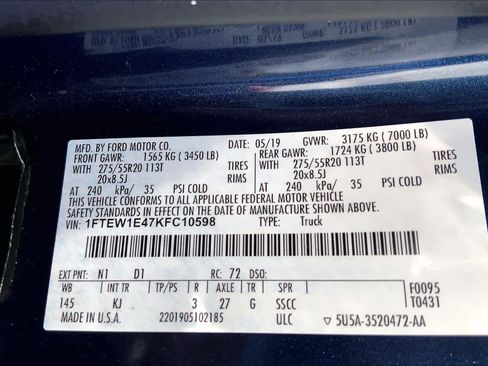 MFD. BY FORD MOTOR CO.
DATE: 05/19 GVWR: 3175 KG ( 7000 LB)
FRONT GAWR: 1565 KG ( 3450 LB) REAR GAWR: 1724 KG ( 3800 LB)
WITH 275/55R20 113T TIRES WITH 275/55R20 113T TIRES
20x8.5J RIMS 20x8.5J RIMS
AT 240 kPa/ 35 PSI COLD AT 240 kPa/ 35 PSI COLD
THIS VEHICLE CONFORMS TO ALL APPLICABLE FEDERAL MOTOR VEHICLE
SAFETY STANDARDS IN EFFECT ON THE DATE OF MANUFACTURE SHOWN ABOVE.
VIN: 1FTEW1E47KFC10598 TYPE: Truck
EXT PNT: N1 D1 RC: 72 DSO:
WB INT TR TP/PS R AXLE TR SPR F0095
145 KJ 3 27 G SSCC T0431
2201905102185 ULC ▽ 5U5A-3520472-AA